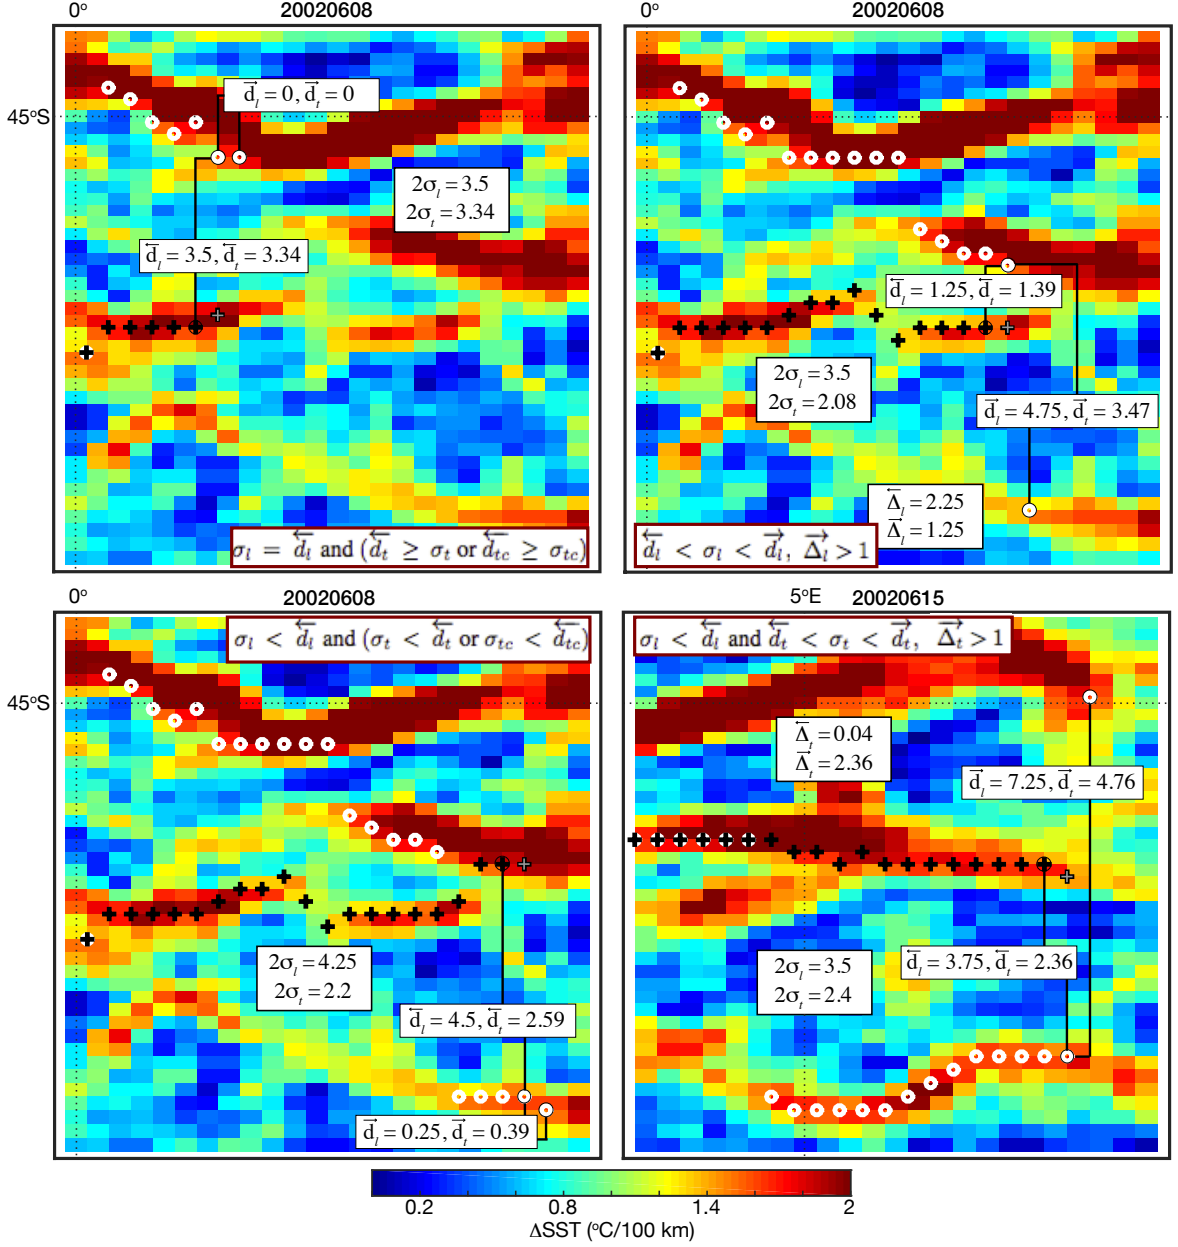 0° 20020608
45°S
d⃗_l = 0, d⃗_t = 0
2σ_l = 3.5
2σ_t = 3.34
d⃖_l = 3.5, d⃖_t = 3.34
σ_l = d⃖_l and (d⃖_t ≥ σ_t or d⃖_tc ≥ σ_tc)
0° 20020608
d⃖_l = 1.25, d⃖_t = 1.39
2σ_l = 3.5
2σ_t = 2.08
d⃗_l = 4.75, d⃗_t = 3.47
Δ⃖_l = 2.25
Δ⃗_l = 1.25
d⃖_l < σ_l < d⃗_l, Δ⃗_l > 1
0° 20020608
σ_l < d⃖_l and (σ_t < d⃖_t or σ_tc < d⃖_tc)
45°S
2σ_l = 4.25
2σ_t = 2.2
d⃖_l = 4.5, d⃖_t = 2.59
d⃗_l = 0.25, d⃗_t = 0.39
5°E 20020615
σ_l < d⃖_l and d⃖_t < σ_t < d⃗_t, Δ⃗_t > 1
Δ⃖_t = 0.04
Δ⃗_t = 2.36
d⃗_l = 7.25, d⃗_t = 4.76
d⃖_l = 3.75, d⃖_t = 2.36
2σ_l = 3.5
2σ_t = 2.4
0.2 0.8 1.4 2
ΔSST (°C/100 km)